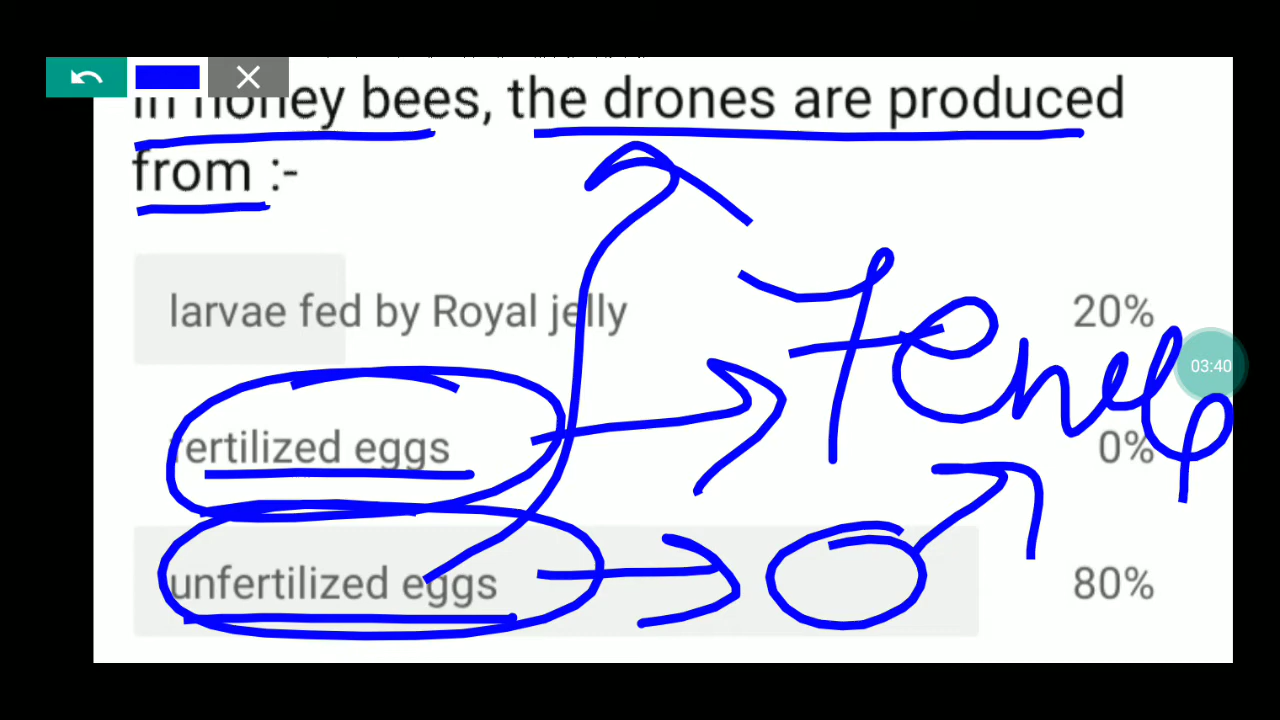 In honey bees, the drones are produced
from :-
larvae fed by Royal jelly 20%
03:40
fertilized eggs 0%
unfertilized eggs 80%